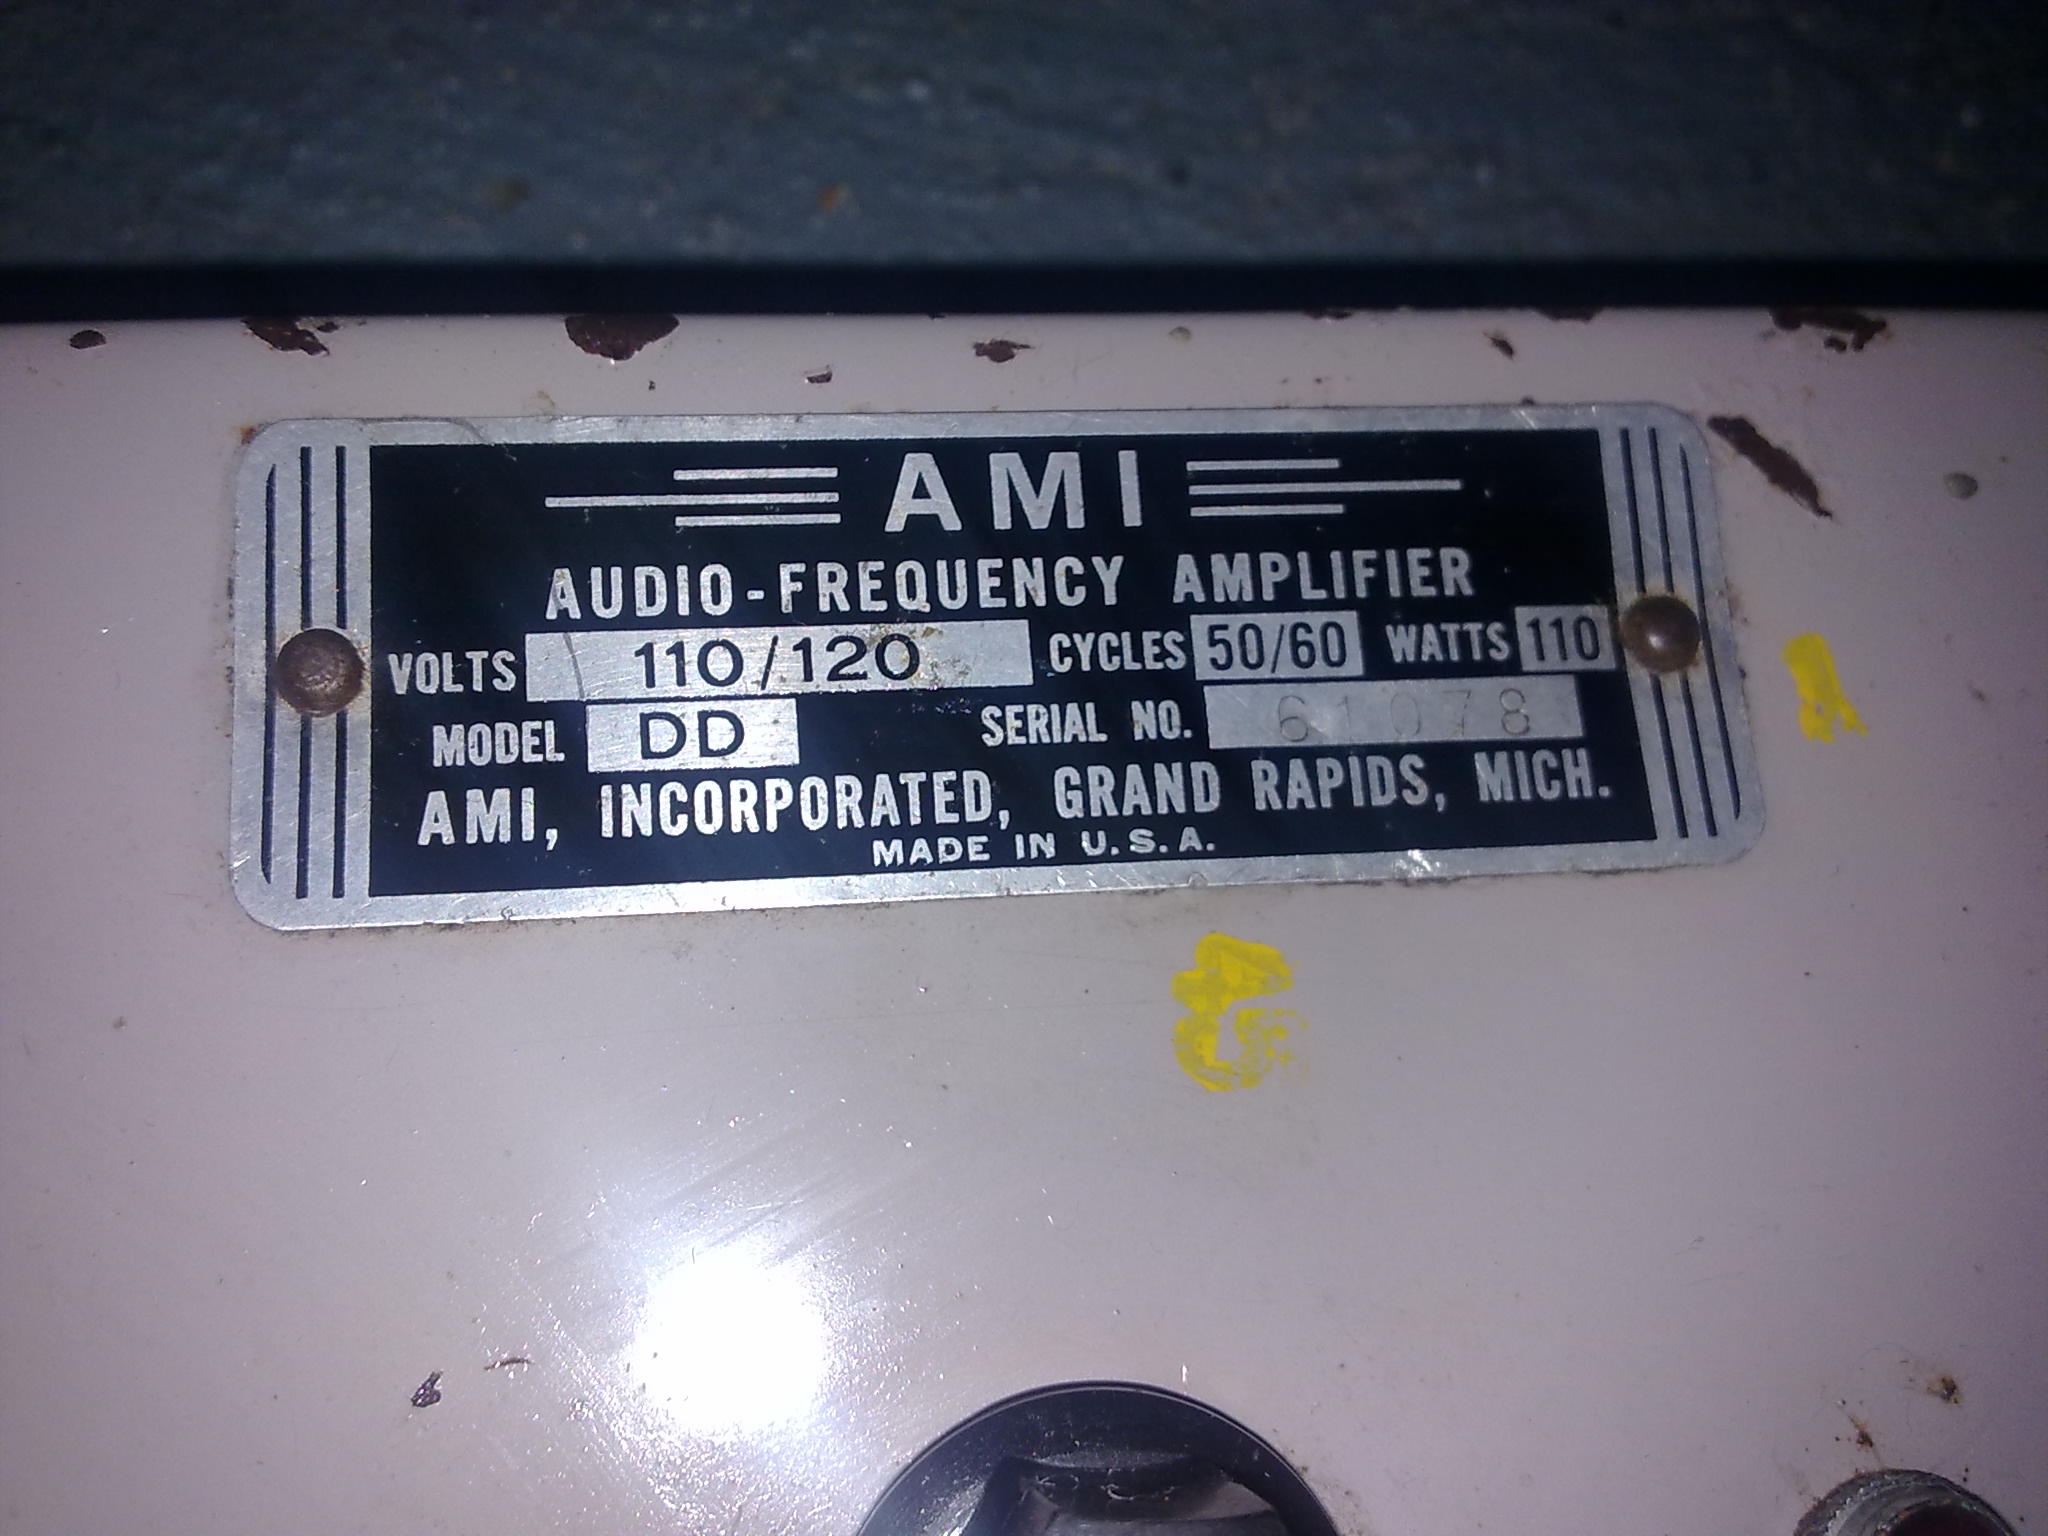 AMI
AUDIO-FREQUENCY AMPLIFIER
VOLTS 110/120 CYCLES 50/60 WATTS 110
MODEL DD SERIAL NO. 61078
AMI, INCORPORATED, GRAND RAPIDS, MICH.
MADE IN U.S.A.